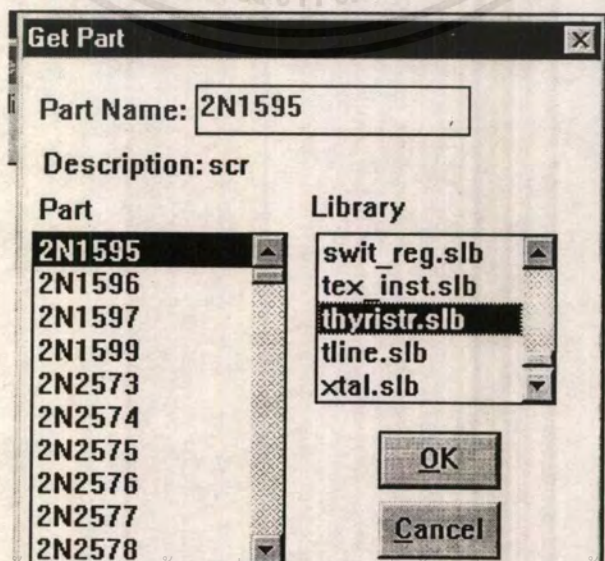 Get Part
Part Name: 2N1595
Description: scr
Part
2N1595
2N1596
2N1597
2N1599
2N2573
2N2574
2N2575
2N2576
2N2577
2N2578
Library
swit_reg.slb
tex_inst.slb
thyristr.slb
tline.slb
xtal.slb
OK
Cancel